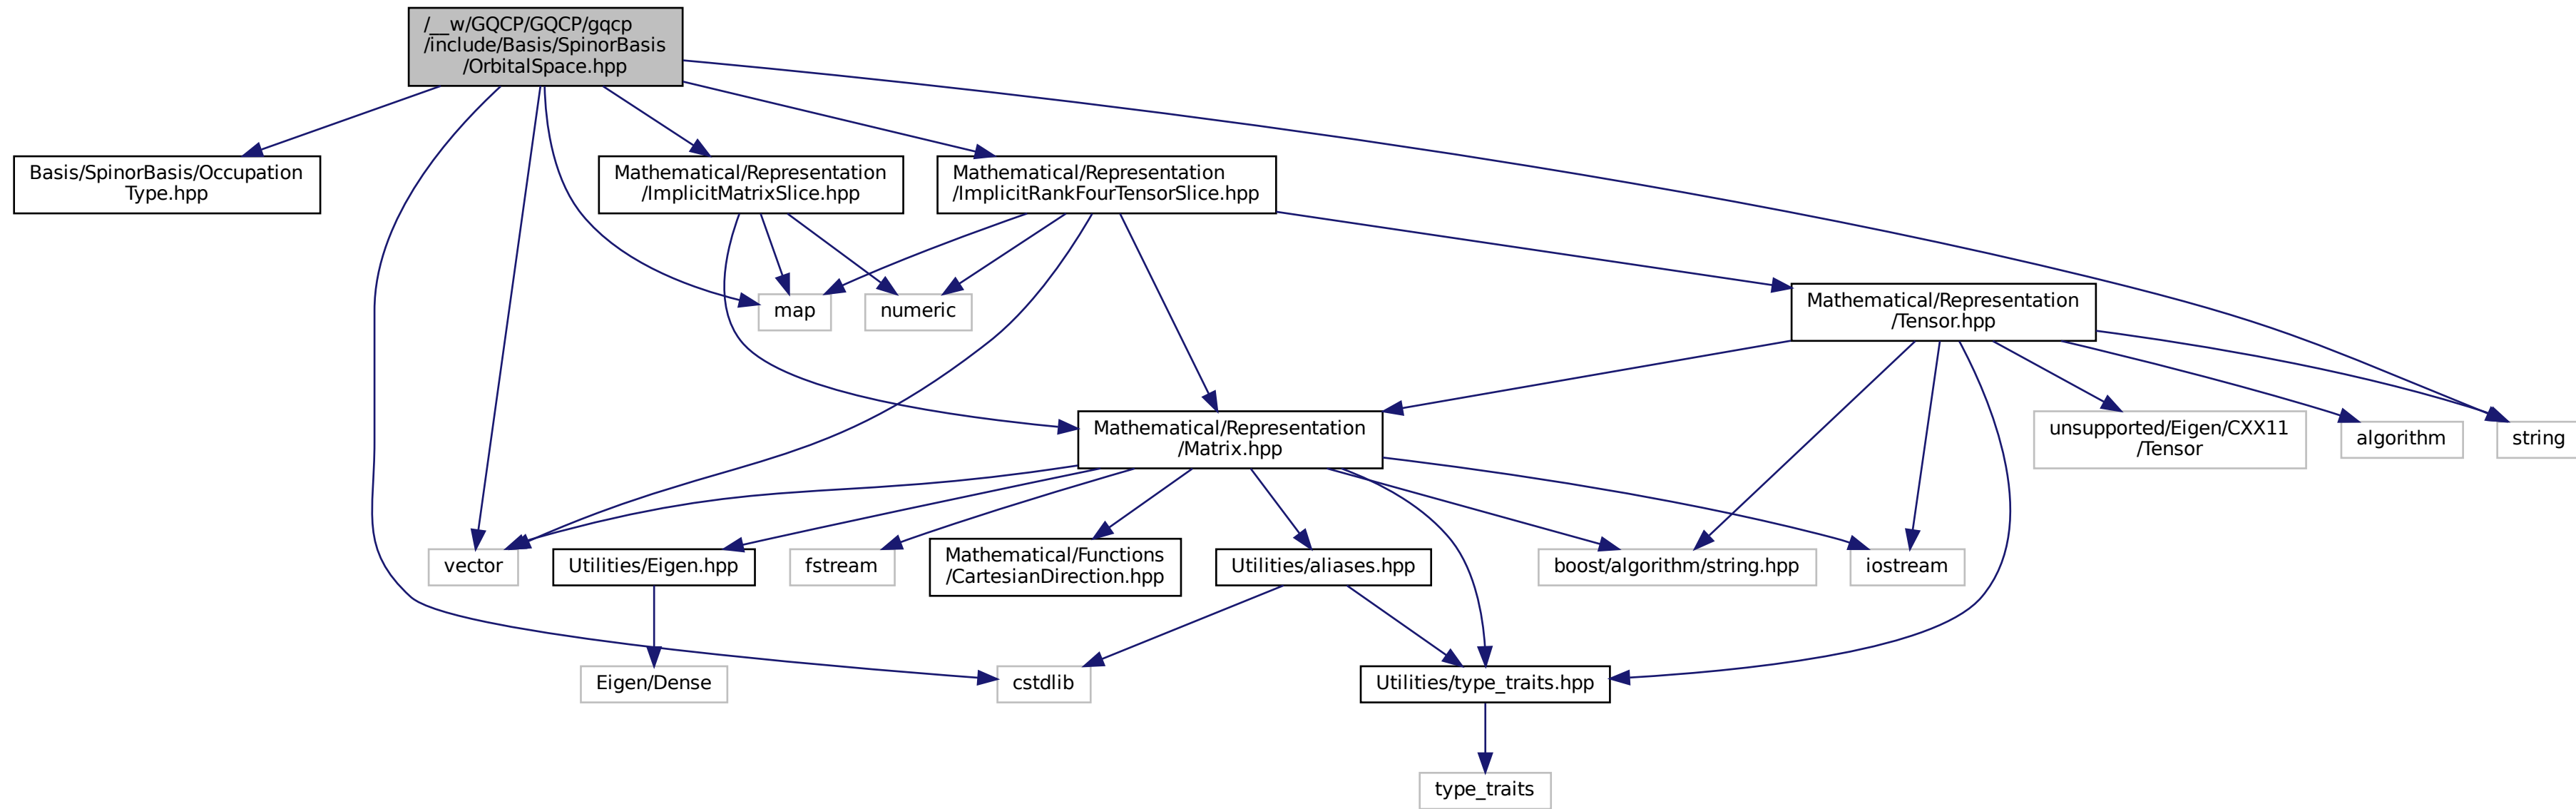 /__w/GQCP/GQCP/gqcp
/include/Basis/SpinorBasis
/OrbitalSpace.hpp
Basis/SpinorBasis/Occupation
Type.hpp
Mathematical/Representation
/ImplicitMatrixSlice.hpp
Mathematical/Representation
/ImplicitRankFourTensorSlice.hpp
map
numeric
Mathematical/Representation
/Tensor.hpp
Mathematical/Representation
/Matrix.hpp
unsupported/Eigen/CXX11
/Tensor
algorithm
string
vector
Utilities/Eigen.hpp
fstream
Mathematical/Functions
/CartesianDirection.hpp
Utilities/aliases.hpp
boost/algorithm/string.hpp
iostream
Eigen/Dense
cstdlib
Utilities/type_traits.hpp
type_traits